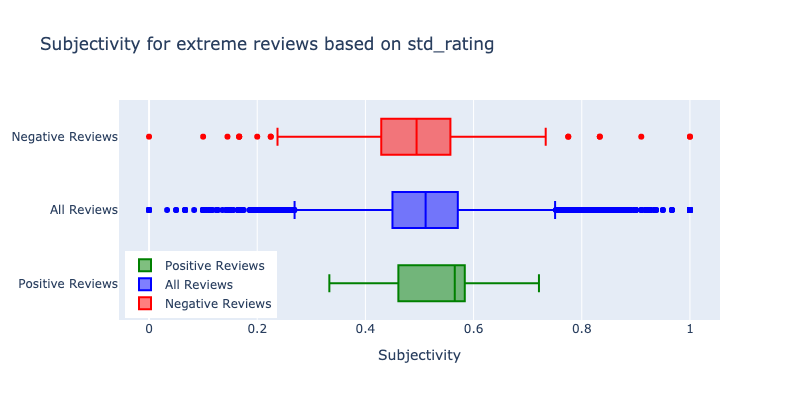 Subjectivity for extreme reviews based on std_rating
Negative Reviews
All Reviews
Positive Reviews
Positive Reviews
All Reviews
Negative Reviews
0 0.2 0.4 0.6 0.8 1
Subjectivity